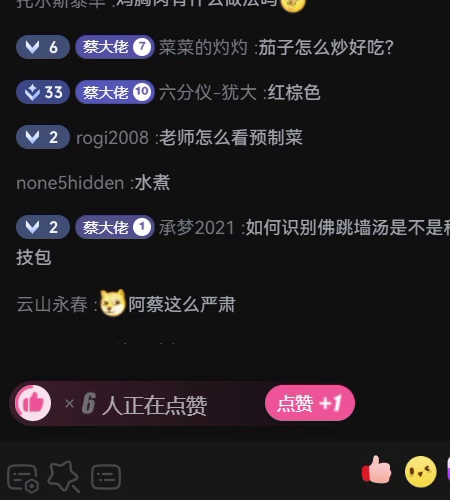 托尔斯泰羊 :鸡胸肉有什么做法吗
6 蔡大佬 7 菜菜的灼灼 :茄子怎么炒好吃?
33 蔡大佬 10 六分仪-犹大 :红棕色
2 rogi2008 :老师怎么看预制菜
none5hidden :水煮
2 蔡大佬 1 承梦2021 :如何识别佛跳墙汤是不是科
技包
云山永春 :阿蔡这么严肃
× 6 人正在点赞 点赞 +1